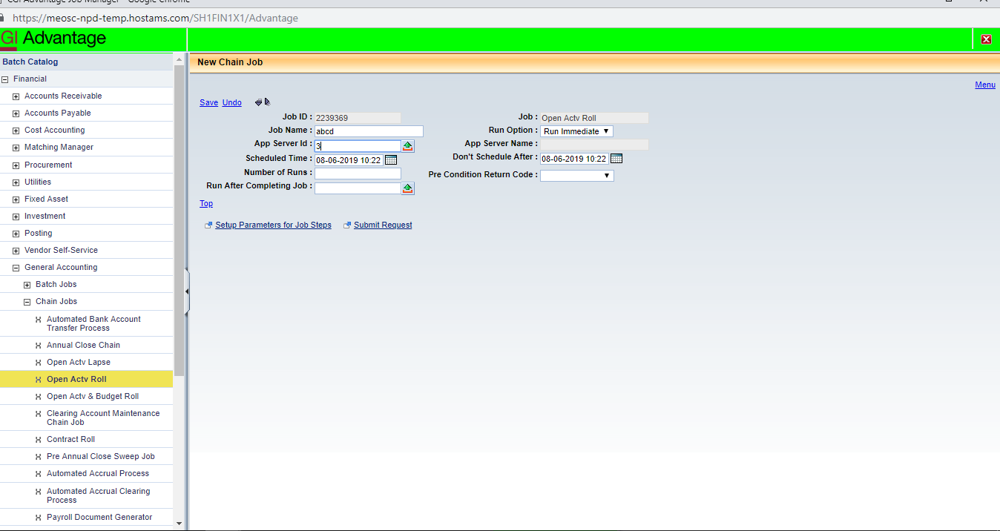 CGI Advantage Job Manager - Google Chrome
https://meosc-npd-temp.hostams.com/SH1FIN1X1/Advantage
GI Advantage
Batch Catalog
Financial
Accounts Receivable
Accounts Payable
Cost Accounting
Matching Manager
Procurement
Utilities
Fixed Asset
Investment
Posting
Vendor Self-Service
General Accounting
Batch Jobs
Chain Jobs
Automated Bank Account
Transfer Process
Annual Close Chain
Open Actv Lapse
Open Actv Roll
Open Actv & Budget Roll
Clearing Account Maintenance
Chain Job
Contract Roll
Pre Annual Close Sweep Job
Automated Accrual Process
Automated Accrual Clearing
Process
Payroll Document Generator
New Chain Job
Menu
Save Undo
Job ID : 2239369 Job : Open Actv Roll
Job Name : abcd Run Option : Run Immediate
App Server Id : 3 App Server Name :
Scheduled Time : 08-06-2019 10:22 Don't Schedule After : 08-06-2019 10:22
Number of Runs : Pre Condition Return Code :
Run After Completing Job :
Top
Setup Parameters for Job Steps Submit Request